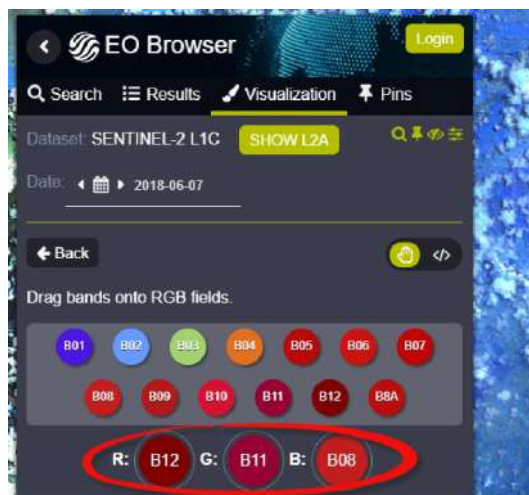 EO Browser
Login
Search Results Visualization Pins
Dataset: SENTINEL-2 L1C SHOW L2A
Date: 2018-06-07
Back </>
Drag bands onto RGB fields.
B01 B02 B03 B04 B05 B06 B07
B08 B09 B10 B11 B12 B8A
R: B12 G: B11 B: B08